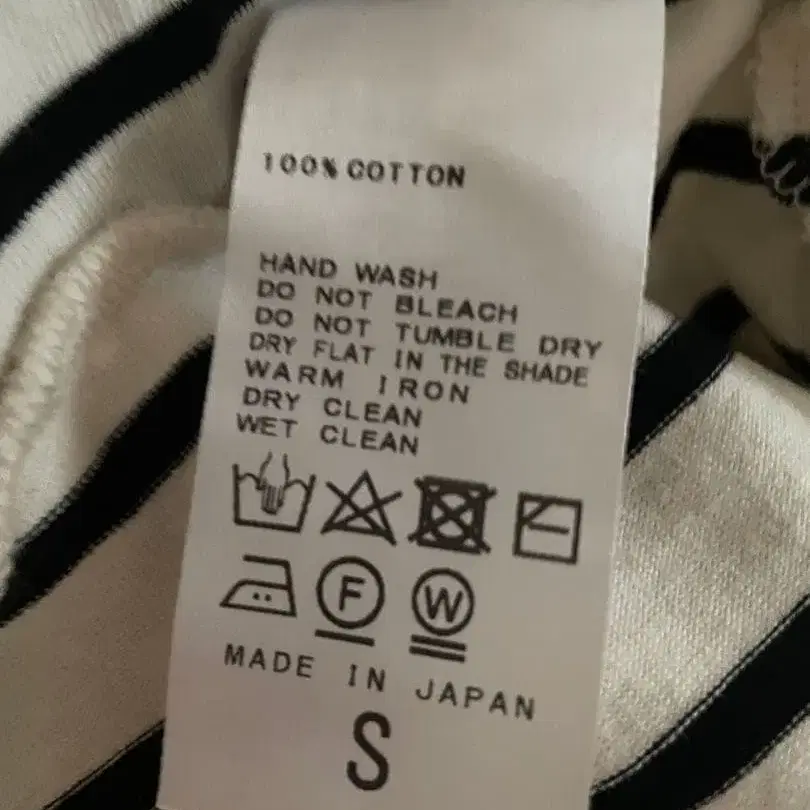 100% COTTON
HAND WASH
DO NOT BLEACH
DO NOT TUMBLE DRY
DRY FLAT IN THE SHADE
WARM IRON
DRY CLEAN
WET CLEAN
F W
MADE IN JAPAN
S